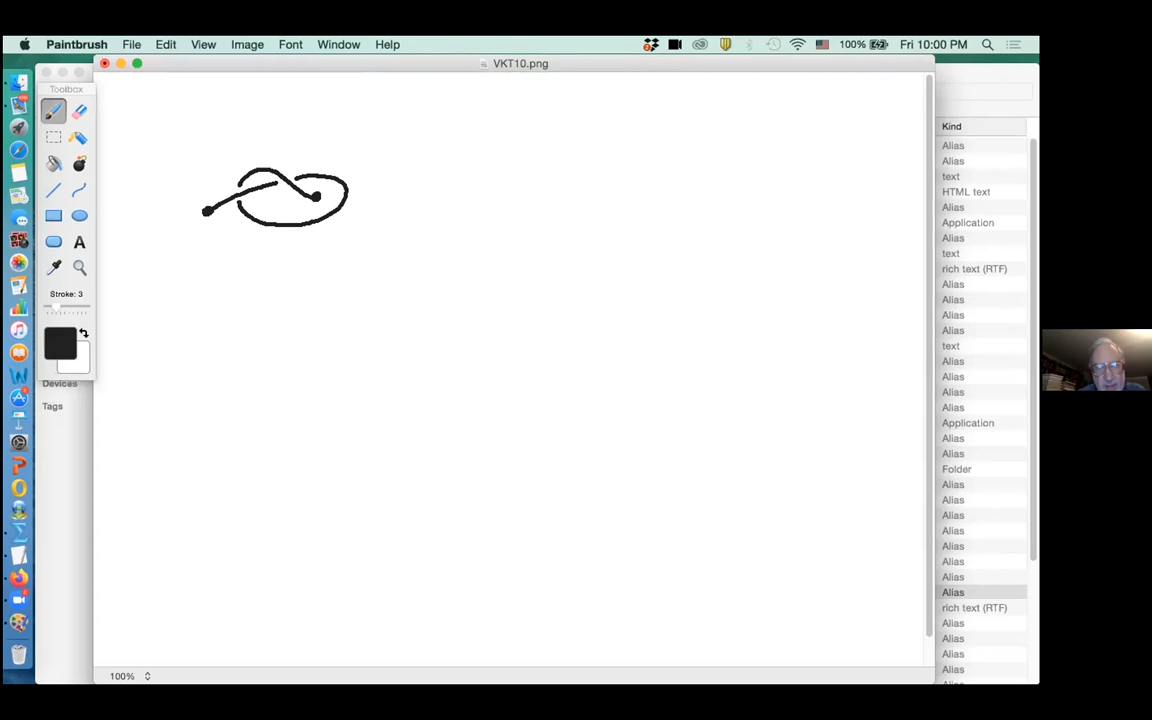 Paintbrush File Edit View Image Font Window Help 100% Fri 10:00 PM
VKT10.png
Toolbox
Stroke: 3
Devices
Tags
Kind
Alias
Alias
text
HTML text
Alias
Application
Alias
text
rich text (RTF)
Alias
Alias
Alias
Alias
text
Alias
Alias
Alias
Alias
Application
Alias
Alias
Folder
Alias
Alias
Alias
Alias
Alias
Alias
Alias
Alias
rich text (RTF)
Alias
Alias
Alias
Alias
Alias
100%